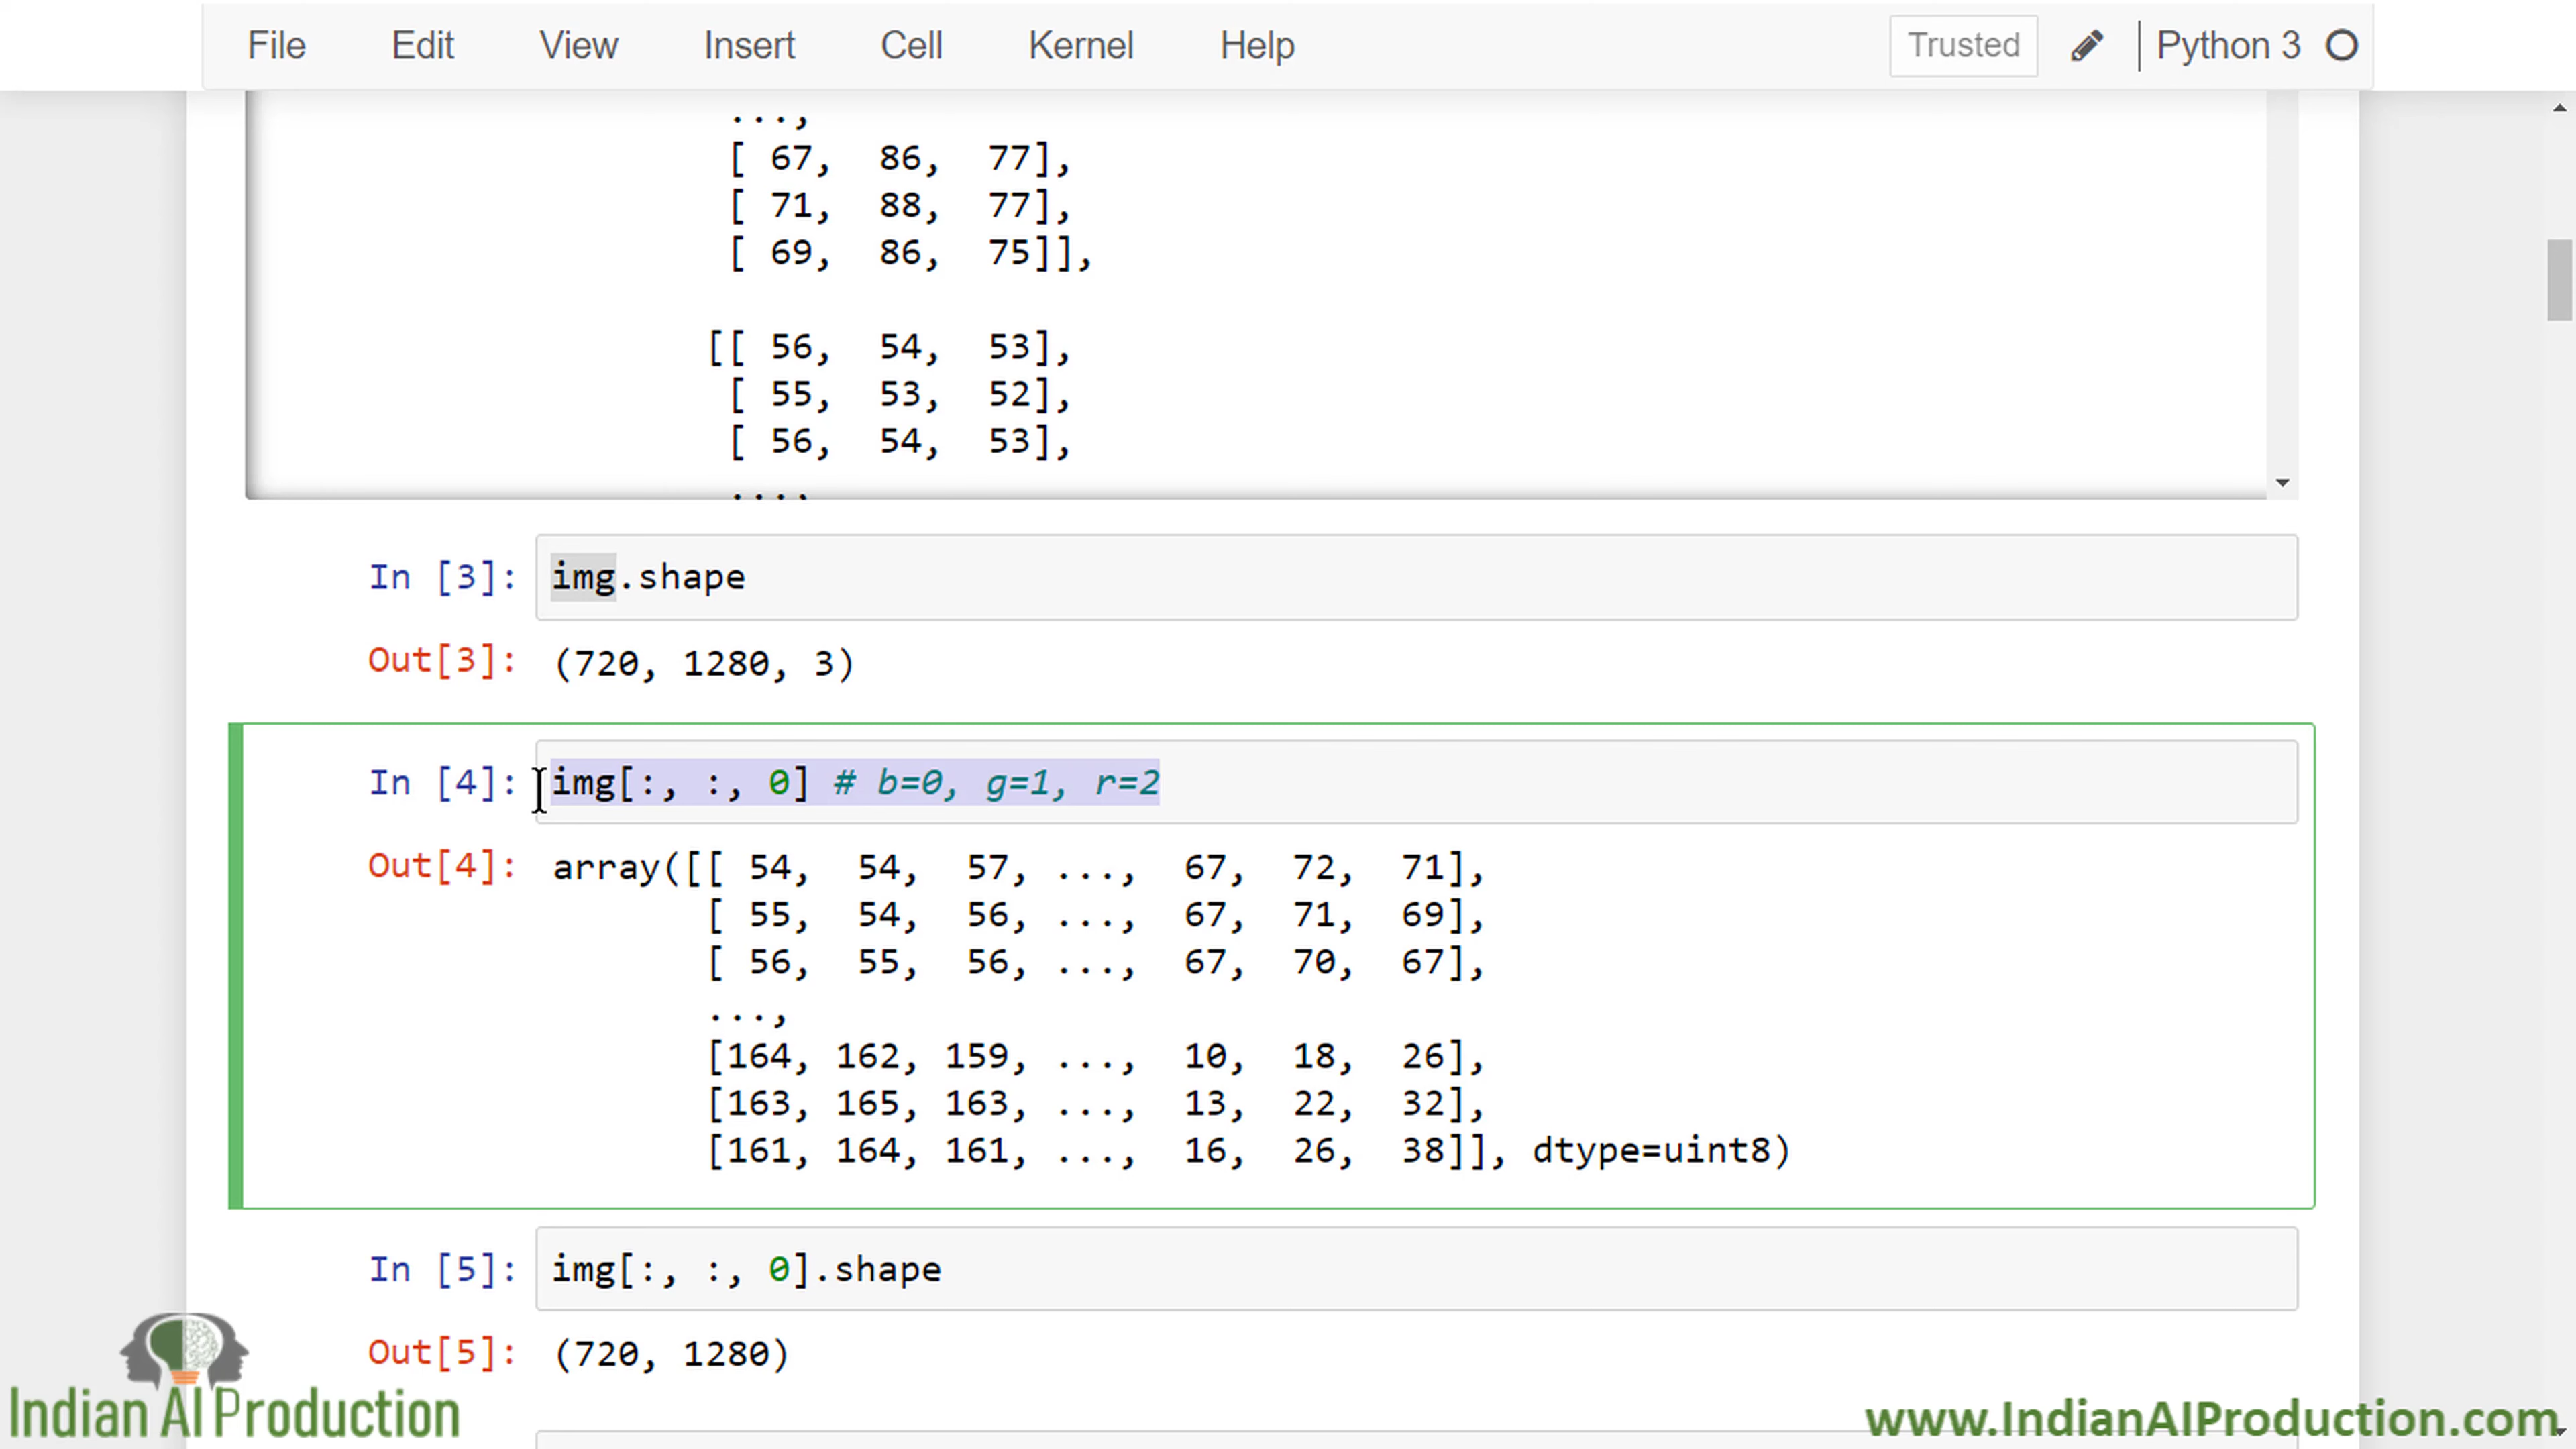 File Edit View Insert Cell Kernel Help Trusted Python 3
...,
[ 67, 86, 77],
[ 71, 88, 77],
[ 69, 86, 75]],
[[ 56, 54, 53],
[ 55, 53, 52],
[ 56, 54, 53],
...,
In [3]: img.shape
Out[3]: (720, 1280, 3)
In [4]: img[:, :, 0] # b=0, g=1, r=2
Out[4]: array([[ 54, 54, 57, ..., 67, 72, 71],
[ 55, 54, 56, ..., 67, 71, 69],
[ 56, 55, 56, ..., 67, 70, 67],
...,
[164, 162, 159, ..., 10, 18, 26],
[163, 165, 163, ..., 13, 22, 32],
[161, 164, 161, ..., 16, 26, 38]], dtype=uint8)
In [5]: img[:, :, 0].shape
Out[5]: (720, 1280)
Indian AI Production
www.IndianAIProduction.com